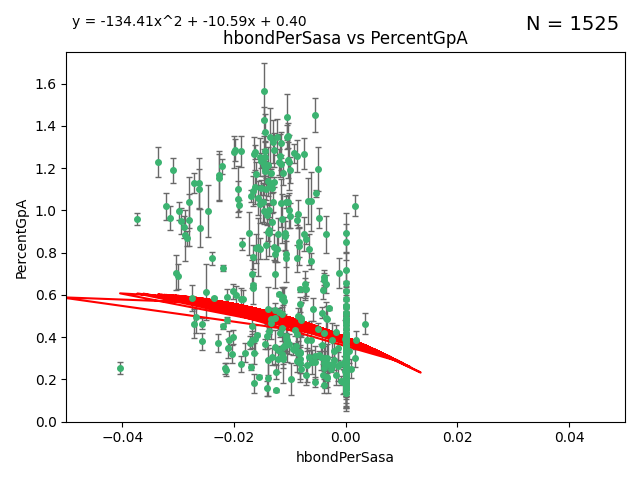 y = -134.41x^2 + -10.59x + 0.40
N = 1525
hbondPerSasa vs PercentGpA
1.6
1.4
1.2
1.0
0.8
0.6
0.4
0.2
0.0
PercentGpA
−0.04 −0.02 0.00 0.02 0.04
hbondPerSasa